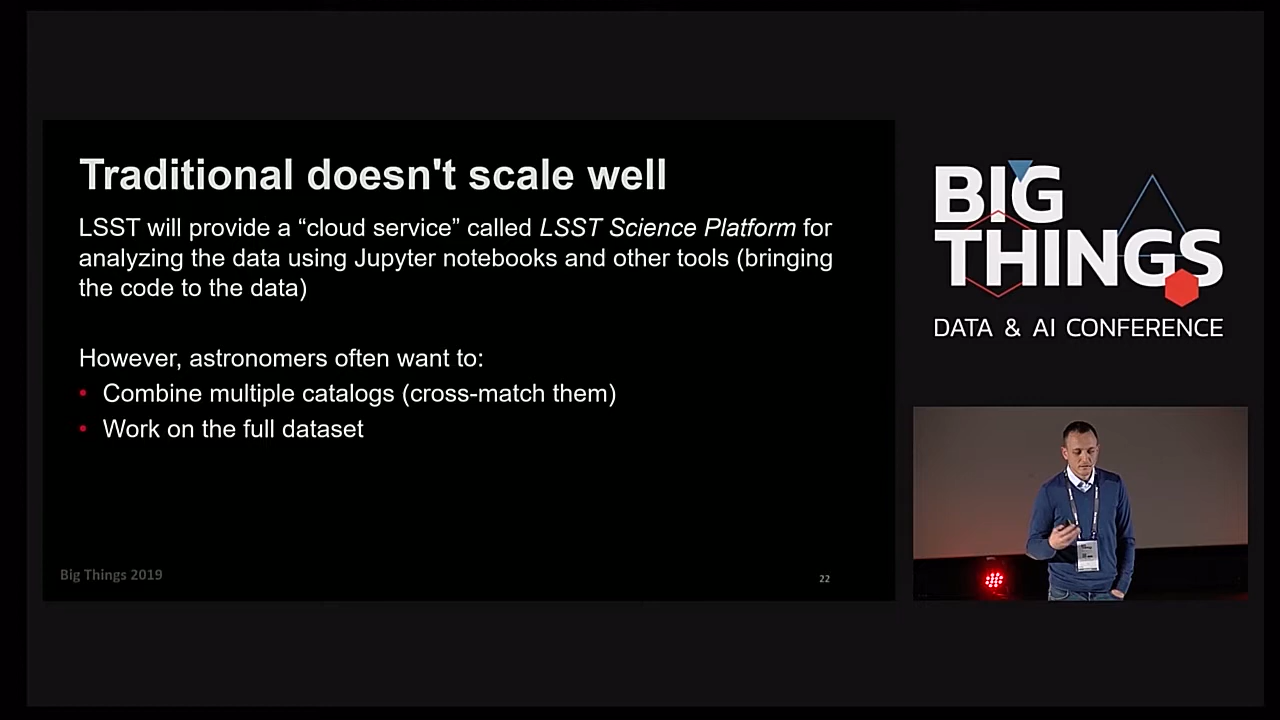 Traditional doesn't scale well
LSST will provide a “cloud service” called LSST Science Platform for
analyzing the data using Jupyter notebooks and other tools (bringing
the code to the data)
However, astronomers often want to:
• Combine multiple catalogs (cross-match them)
• Work on the full dataset
Big Things 2019
22
BIG
THINGS
DATA & AI CONFERENCE